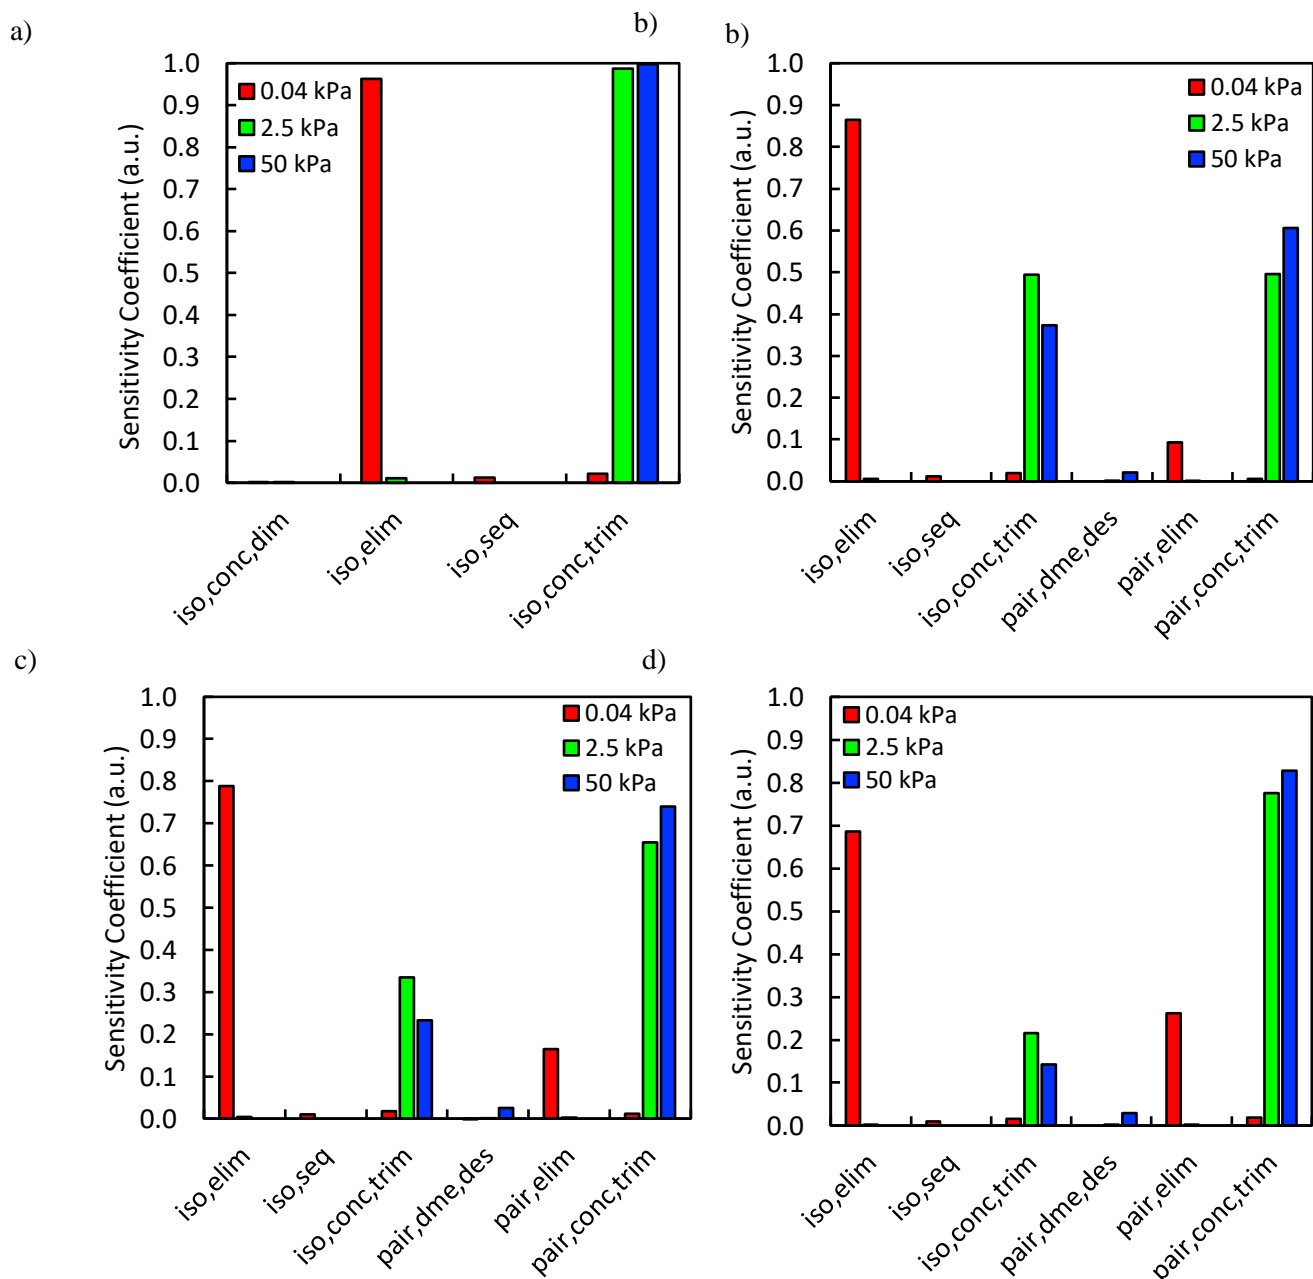 a)
b)
b)
Sensitivity Coefficient (a.u.)
1.0
0.9
0.8
0.7
0.6
0.5
0.4
0.3
0.2
0.1
0.0
0.04 kPa
2.5 kPa
50 kPa
iso,conc,dim
iso,elim
iso,seq
iso,conc,trim
Sensitivity Coefficient (a.u.)
1.0
0.9
0.8
0.7
0.6
0.5
0.4
0.3
0.2
0.1
0.0
0.04 kPa
2.5 kPa
50 kPa
iso,elim
iso,seq
iso,conc,trim
pair,dme,des
pair,elim
pair,conc,trim
c)
d)
Sensitivity Coefficient (a.u.)
1.0
0.9
0.8
0.7
0.6
0.5
0.4
0.3
0.2
0.1
0.0
0.04 kPa
2.5 kPa
50 kPa
iso,elim
iso,seq
iso,conc,trim
pair,dme,des
pair,elim
pair,conc,trim
Sensitivity Coefficient (a.u.)
1.0
0.9
0.8
0.7
0.6
0.5
0.4
0.3
0.2
0.1
0.0
0.04 kPa
2.5 kPa
50 kPa
iso,elim
iso,seq
iso,conc,trim
pair,dme,des
pair,elim
pair,conc,trim